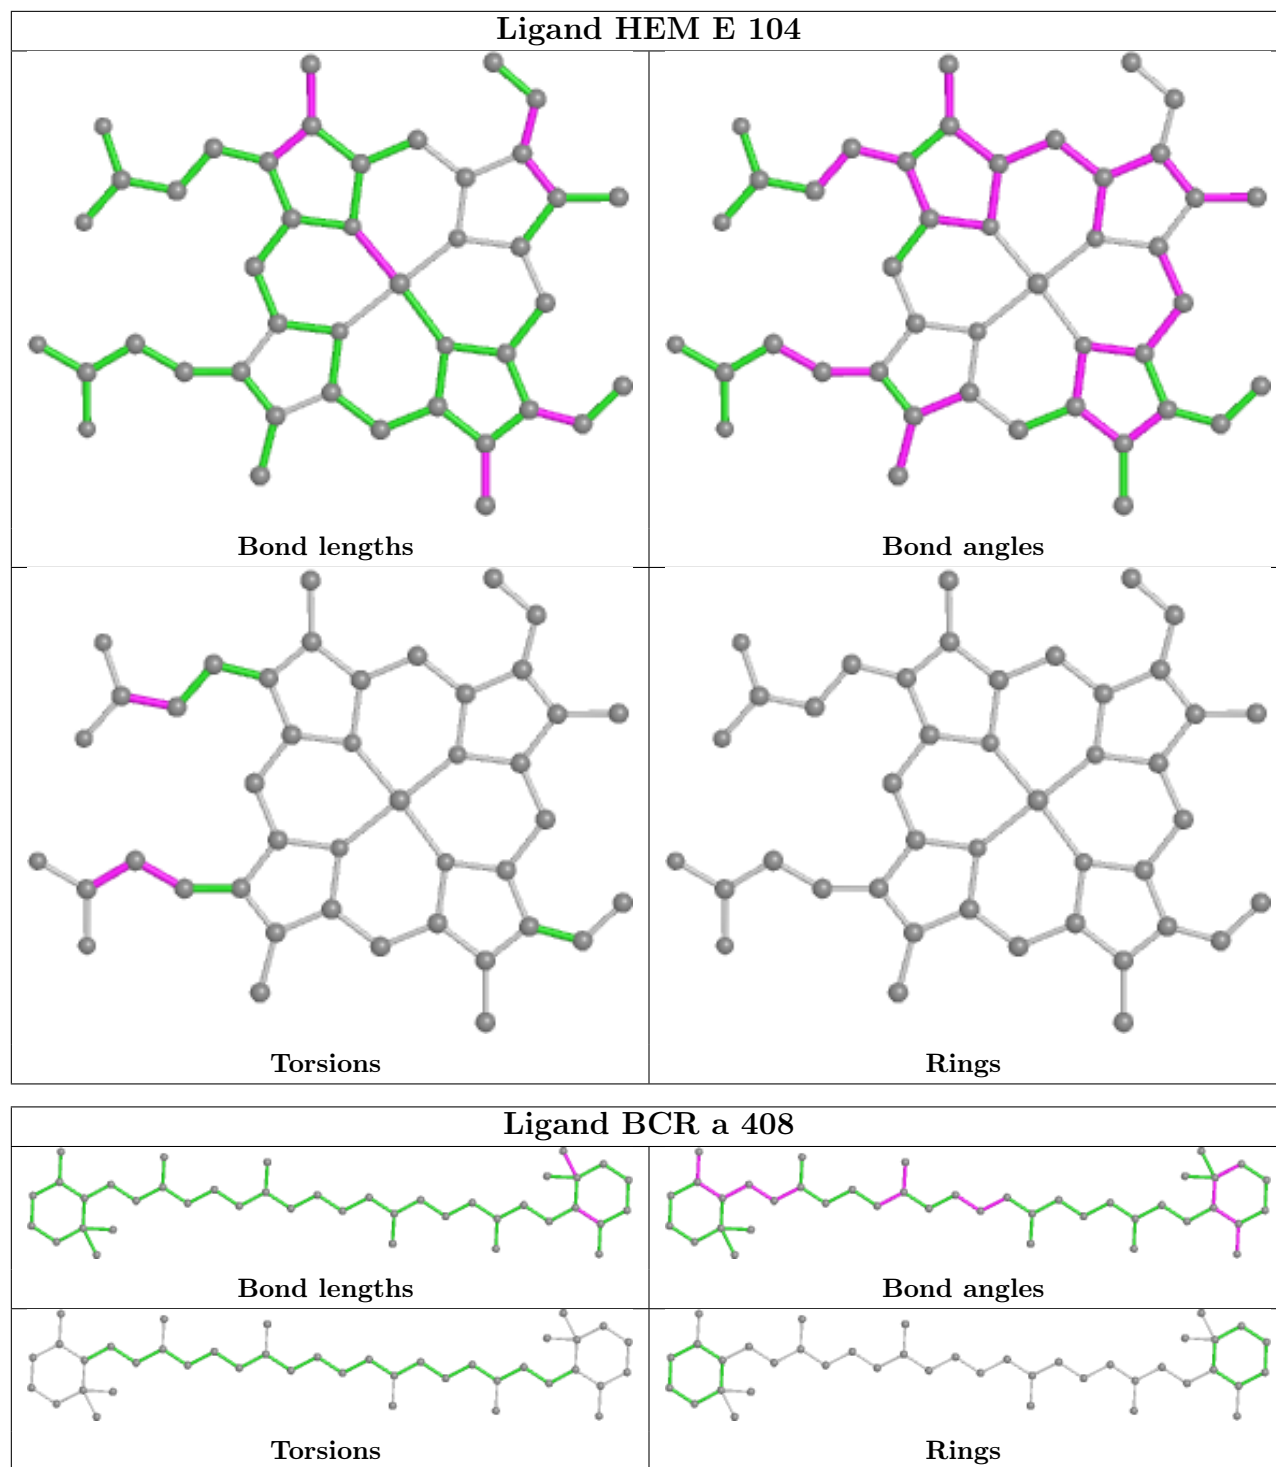 Ligand HEM E 104
Bond lengths
Bond angles
Torsions
Rings
Ligand BCR a 408
Bond lengths
Bond angles
Torsions
Rings